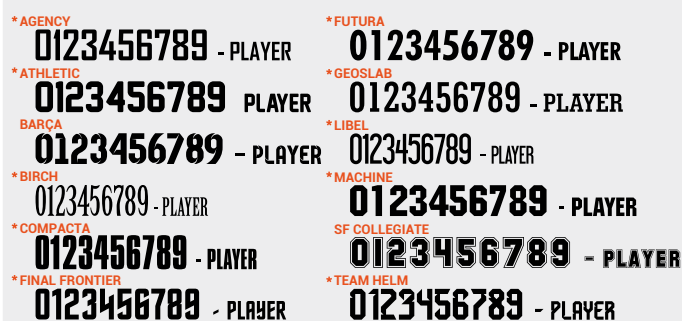 * AGENCY
0123456789 - PLAYER
* ATHLETIC
0123456789 PLAYER
BARÇA
0123456789 - PLAYER
* BIRCH
0123456789 - PLAYER
* COMPACTA
0123456789 - PLAYER
* FINAL FRONTIER
0123456789 - PLAYER
* FUTURA
0123456789 - PLAYER
* GEOSLAB
0123456789 - PLAYER
* LIBEL
0123456789 - PLAYER
* MACHINE
0123456789 - PLAYER
SF COLLEGIATE
0123456789 - PLAYER
* TEAM HELM
0123456789 - PLAYER